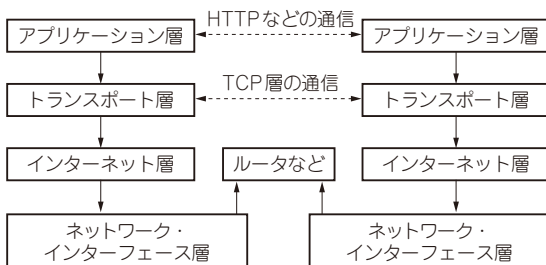 HTTPなどの通信
アプリケーション層
アプリケーション層
TCP層の通信
トランスポート層
トランスポート層
インターネット層
ルータなど
インターネット層
ネットワーク・
インターフェース層
ネットワーク・
インターフェース層